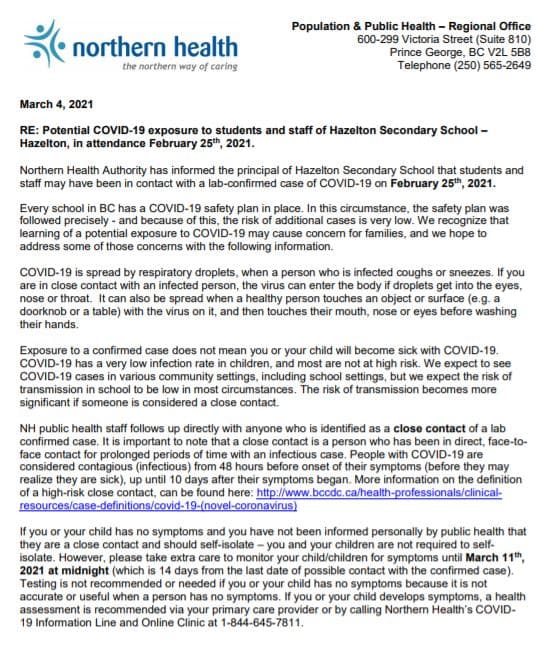 northern health
the northern way of caring
Population & Public Health – Regional Office
600-299 Victoria Street (Suite 810)
Prince George, BC V2L 5B8
Telephone (250) 565-2649
March 4, 2021
RE: Potential COVID-19 exposure to students and staff of Hazelton Secondary School –
Hazelton, in attendance February 25th, 2021.
Northern Health Authority has informed the principal of Hazelton Secondary School that students and
staff may have been in contact with a lab-confirmed case of COVID-19 on February 25th, 2021.
Every school in BC has a COVID-19 safety plan in place. In this circumstance, the safety plan was
followed precisely - and because of this, the risk of additional cases is very low. We recognize that
learning of a potential exposure to COVID-19 may cause concern for families, and we hope to
address some of those concerns with the following information.
COVID-19 is spread by respiratory droplets, when a person who is infected coughs or sneezes. If you
are in close contact with an infected person, the virus can enter the body if droplets get into the eyes,
nose or throat. It can also be spread when a healthy person touches an object or surface (e.g. a
doorknob or a table) with the virus on it, and then touches their mouth, nose or eyes before washing
their hands.
Exposure to a confirmed case does not mean you or your child will become sick with COVID-19.
COVID-19 has a very low infection rate in children, and most are not at high risk. We expect to see
COVID-19 cases in various community settings, including school settings, but we expect the risk of
transmission in school to be low in most circumstances. The risk of transmission becomes more
significant if someone is considered a close contact.
NH public health staff follows up directly with anyone who is identified as a close contact of a lab
confirmed case. It is important to note that a close contact is a person who has been in direct, face-to-
face contact for prolonged periods of time with an infectious case. People with COVID-19 are
considered contagious (infectious) from 48 hours before onset of their symptoms (before they may
realize they are sick), up until 10 days after their symptoms began. More information on the definition
of a high-risk close contact, can be found here: http://www.bccdc.ca/health-professionals/clinical-
resources/case-definitions/covid-19-(novel-coronavirus)
If you or your child has no symptoms and you have not been informed personally by public health that
they are a close contact and should self-isolate – you and your children are not required to self-
isolate. However, please take extra care to monitor your child/children for symptoms until March 11th,
2021 at midnight (which is 14 days from the last date of possible contact with the confirmed case).
Testing is not recommended or needed if you or your child has no symptoms because it is not
accurate or useful when a person has no symptoms. If you or your child develops symptoms, a health
assessment is recommended via your primary care provider or by calling Northern Health's COVID-
19 Information Line and Online Clinic at 1-844-645-7811.